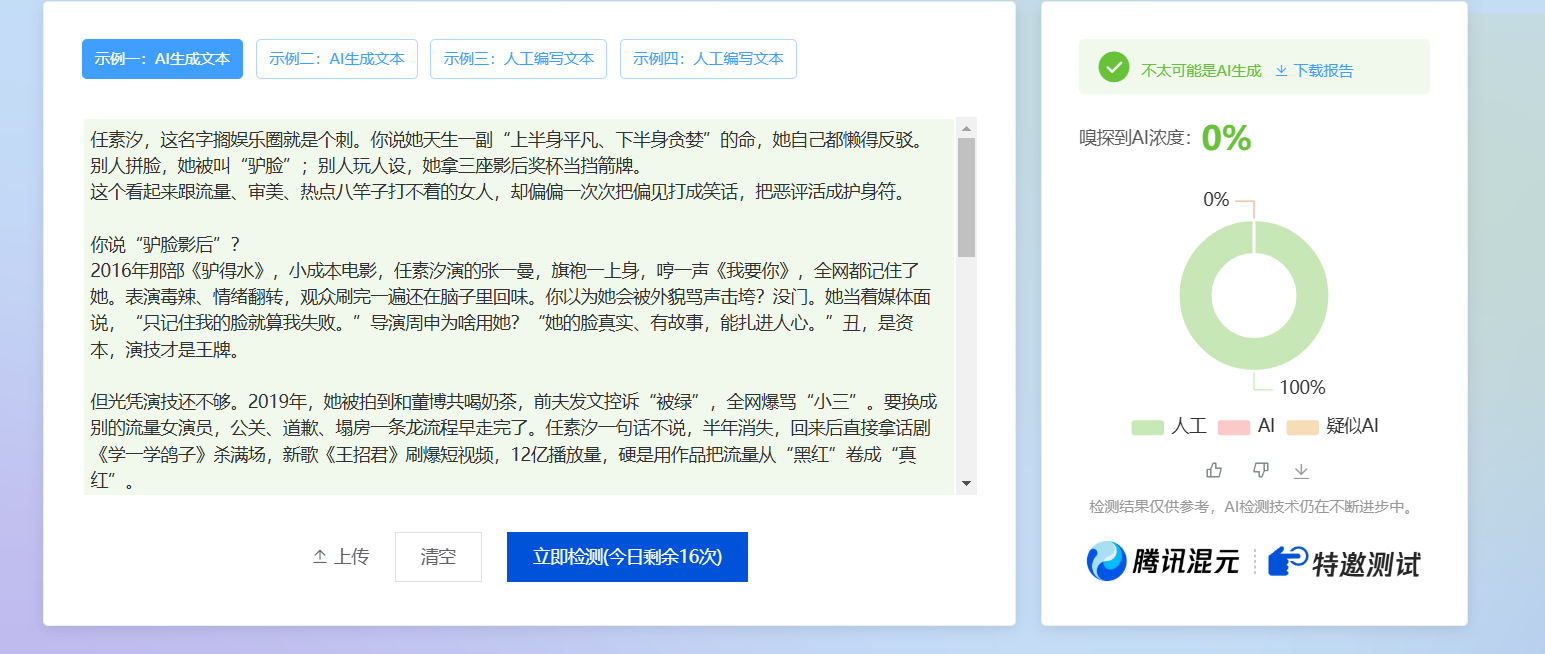 示例一：AI生成文本
示例二：AI生成文本
示例三：人工编写文本
示例四：人工编写文本
任素汐，这名字搁娱乐圈就是个刺。你说她天生一副“上半身平凡、下半身贪婪”的命，她自己都懒得反驳。
别人拼脸，她被叫“驴脸”；别人玩人设，她拿三座影后奖杯当挡箭牌。
这个看起来跟流量、审美、热点八竿子打不着的女人，却偏偏一次次把偏见打成笑话，把恶评活成护身符。
你说“驴脸影后”？
2016年那部《驴得水》，小成本电影，任素汐演的张一曼，旗袍一上身，哼一声《我要你》，全网都记住了
她。表演毒辣、情绪翻转，观众刷完一遍还在脑子里回味。你以为她会被外貌骂声击垮？没门。她当着媒体面
说，“只记住我的脸就算我失败。”导演周申为啥用她？“她的脸真实、有故事，能扎进人心。”丑，是资
本，演技才是王牌。
但光凭演技还不够。2019年，她被拍到和董博共喝奶茶，前夫发文控诉“被绿”，全网爆骂“小三”。要换成
别的流量女演员，公关、道歉、塌房一条龙流程早走完了。任素汐一句话不说，半年消失，回来后直接拿话剧
《学一学鸽子》杀满场，新歌《王招君》刷爆短视频，12亿播放量，硬是用作品把流量从“黑红”卷成“真
红”。
上传
清空
立即检测(今日剩余16次)
不太可能是AI生成
下载报告
嗅探到AI浓度：0%
0%
100%
人工
AI
疑似AI
检测结果仅供参考，AI检测技术仍在不断进步中。
腾讯混元
特邀测试